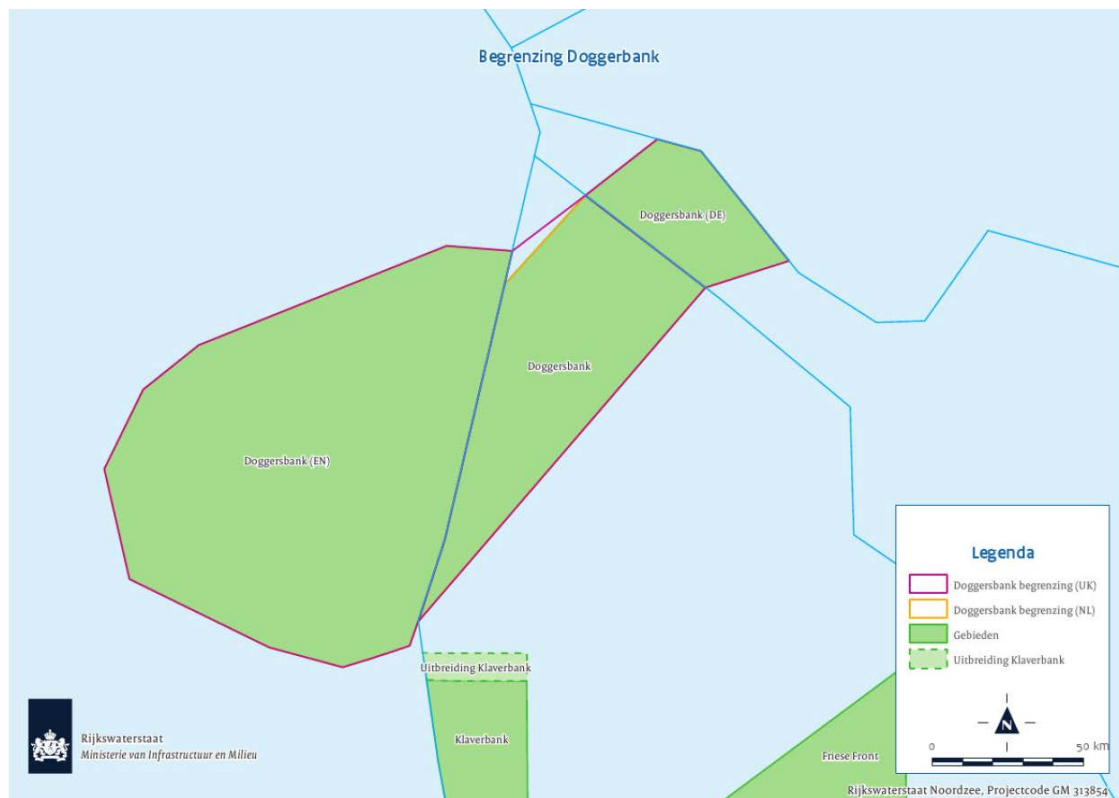 Begrenzing Doggerbank
Doggersbank (DE)
Doggersbank
Doggersbank (EN)
Uitbreiding Klaverbank
Klaverbank
Friese Front
Legenda
Doggersbank begrenzing (UK)
Doggersbank begrenzing (NL)
Gebieden
Uitbreiding Klaverbank
N
0 50 km
Rijkswaterstaat
Ministerie van Infrastructuur en Milieu
Rijkswaterstaat Noordzee, Projectcode GM 313854